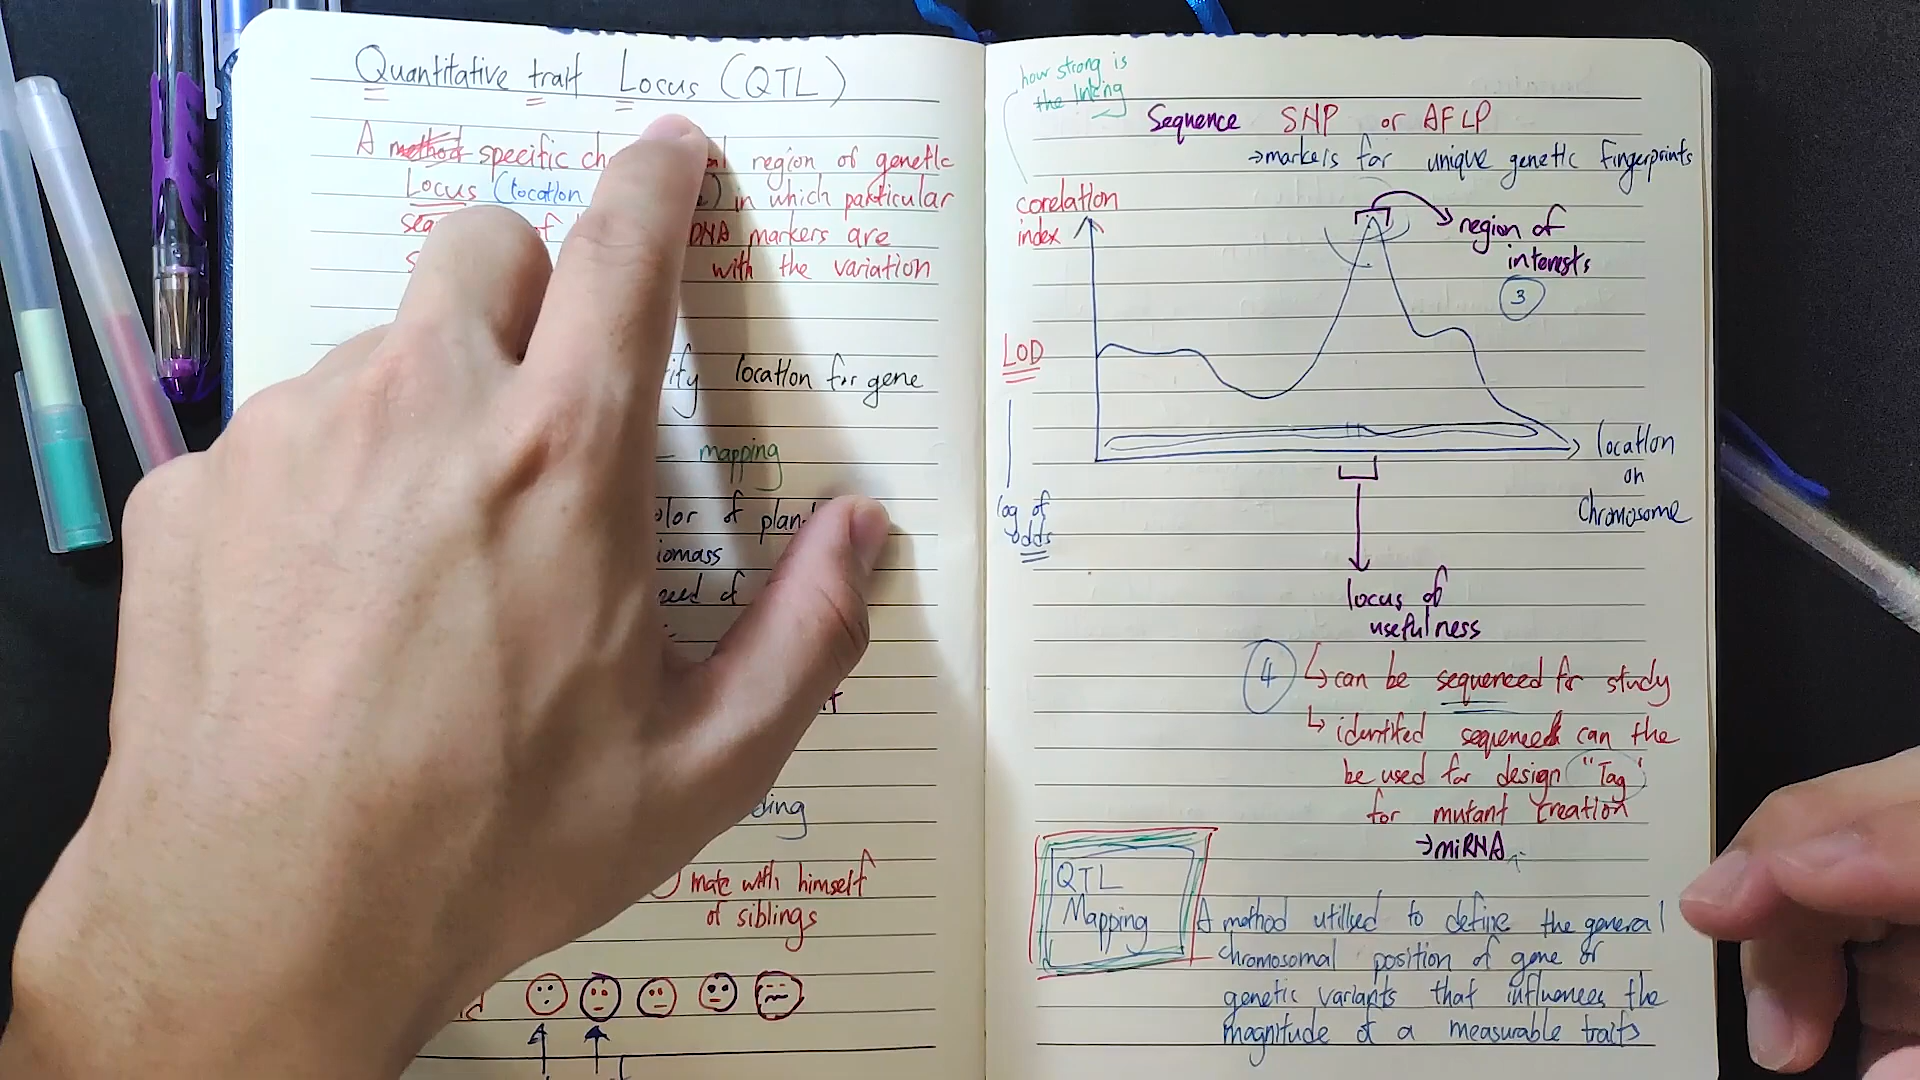 Quantitative trait Locus (QTL)
A specific region of genetic
Locus (location in which particular
of DNA markers are
with the variation
location for gene
mapping
of
iomass
of
mate with himself
of siblings
how strong is
the linking
Sequence SNP or AFLP
→markers for unique genetic fingerprints
corelation
index
region of
interests
3
LOD
location
on
Chromosome
log of
odds
locus of
usefulness
4
↳ can be sequenced for study
↳ identified sequenced can the
be used for design "Tag"
for mutant creation
→miRNA
QTL
Mapping
A method utilised to define the general
chromosomal position of gene or
genetic variants that influences the
magnitude of a measurable traits